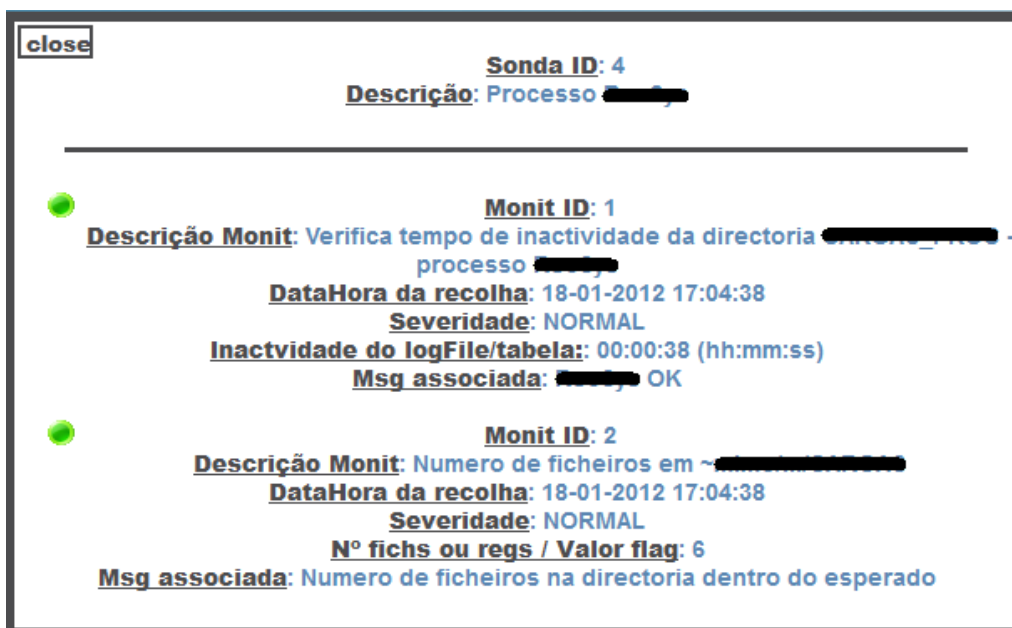 close
Sonda ID: 4
Descrição: Processo
Monit ID: 1
Descrição Monit: Verifica tempo de inactividade da directoria -
processo
DataHora da recolha: 18-01-2012 17:04:38
Severidade: NORMAL
Inactvidade do logFile/tabela:: 00:00:38 (hh:mm:ss)
Msg associada: OK
Monit ID: 2
Descrição Monit: Numero de ficheiros em ~
DataHora da recolha: 18-01-2012 17:04:38
Severidade: NORMAL
Nº fichs ou regs / Valor flag: 6
Msg associada: Numero de ficheiros na directoria dentro do esperado